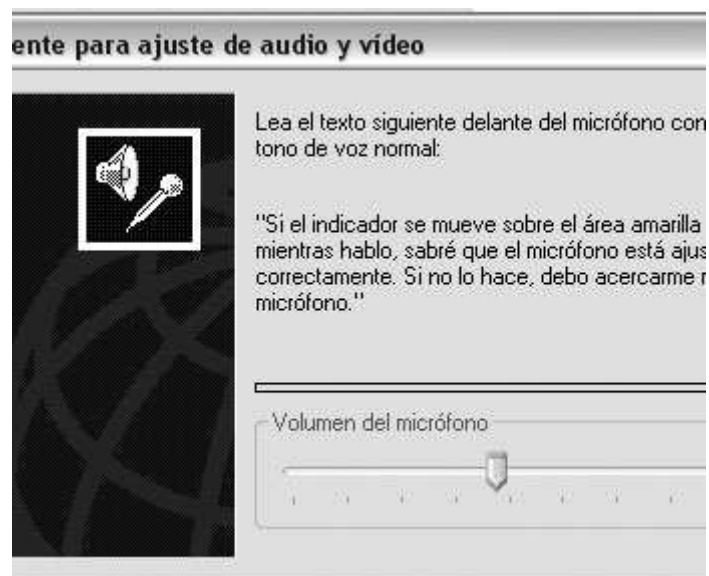 ente para ajuste de audio y vídeo
Lea el texto siguiente delante del micrófono con
tono de voz normal:
"Si el indicador se mueve sobre el área amarilla
mientras hablo, sabré que el micrófono está ajus
correctamente. Si no lo hace, debo acercarme
micrófono."
Volumen del micrófono